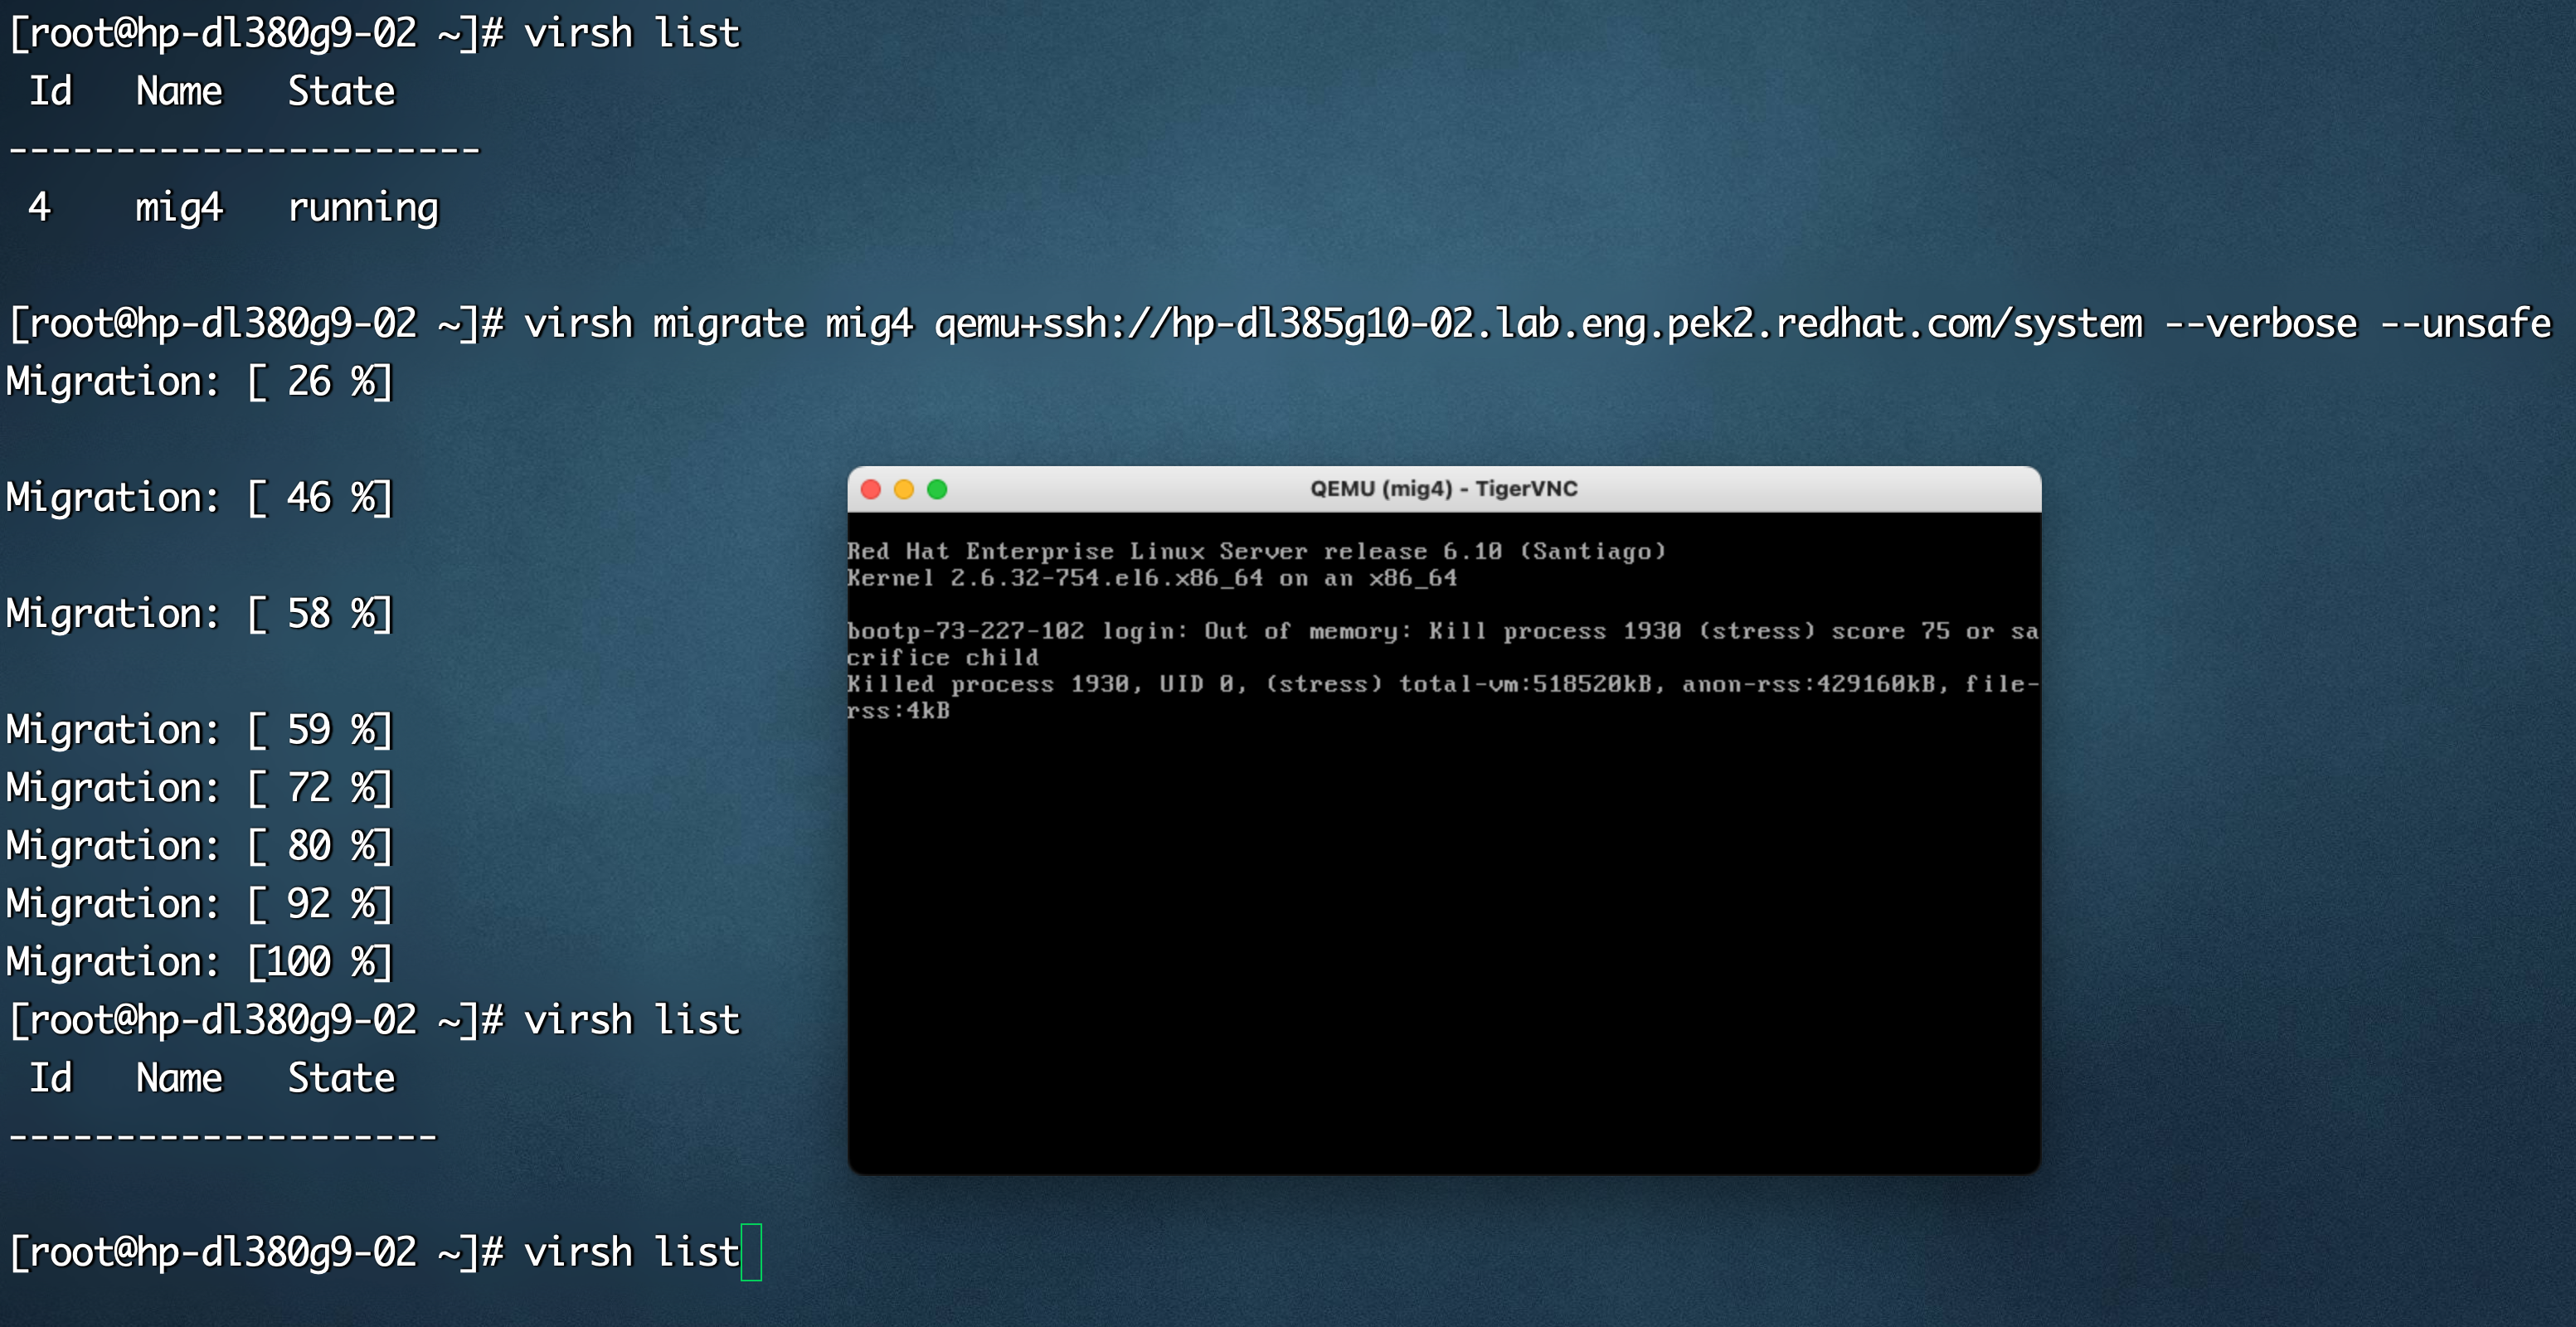 [root@hp-dl380g9-02 ~]# virsh list
 Id   Name   State
----------------------
 4    mig4   running
[root@hp-dl380g9-02 ~]# virsh migrate mig4 qemu+ssh://hp-dl385g10-02.lab.eng.pek2.redhat.com/system --verbose --unsafe
Migration: [ 26 %]
Migration: [ 46 %]
Migration: [ 58 %]
Migration: [ 59 %]
Migration: [ 72 %]
Migration: [ 80 %]
Migration: [ 92 %]
Migration: [100 %]
[root@hp-dl380g9-02 ~]# virsh list
 Id   Name   State
--------------------
[root@hp-dl380g9-02 ~]# virsh list
QEMU (mig4) - TigerVNC
Red Hat Enterprise Linux Server release 6.10 (Santiago)
Kernel 2.6.32-754.el6.x86_64 on an x86_64
bootp-73-227-102 login: Out of memory: Kill process 1930 (stress) score 75 or sa
crifice child
Killed process 1930, UID 0, (stress) total-vm:518520kB, anon-rss:429160kB, file-
rss:4kB